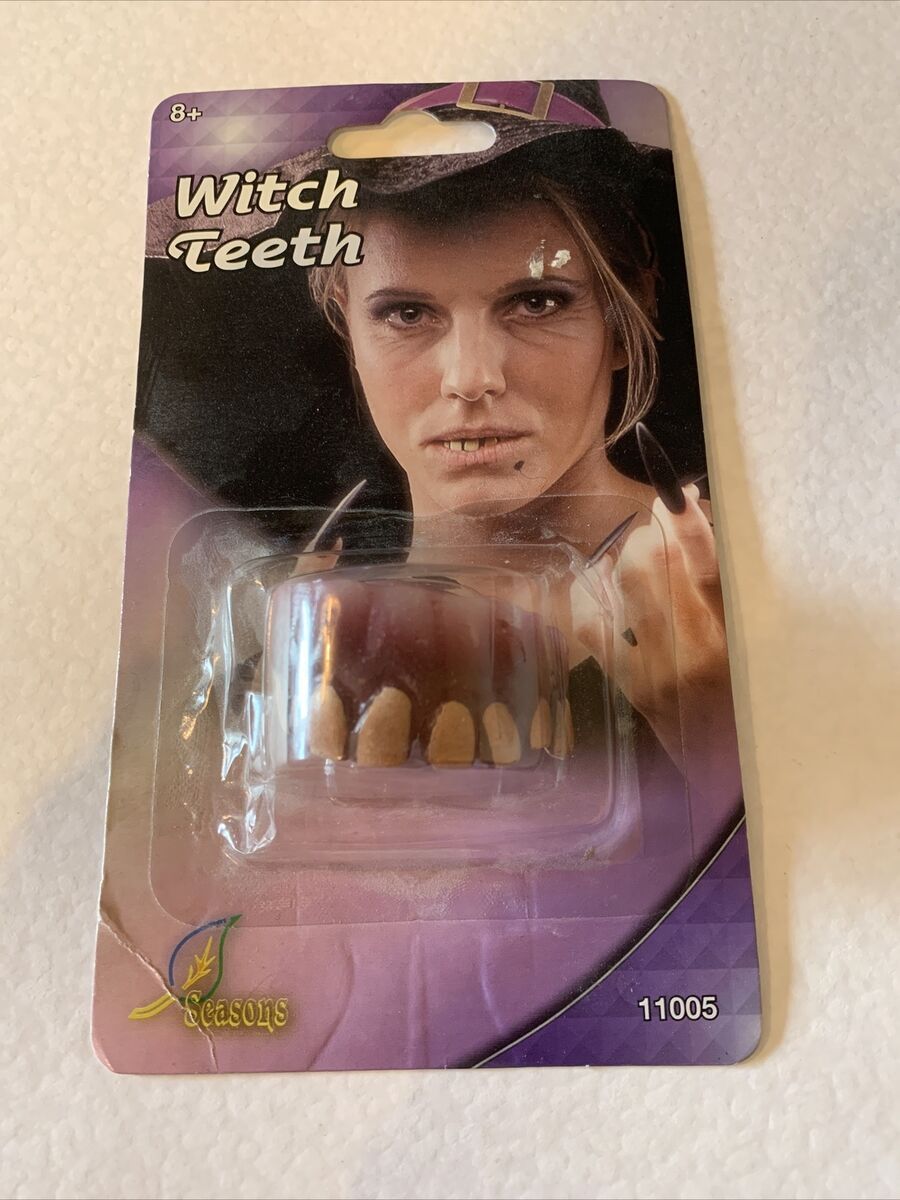 8+
Witch
Teeth
Seasons
11005